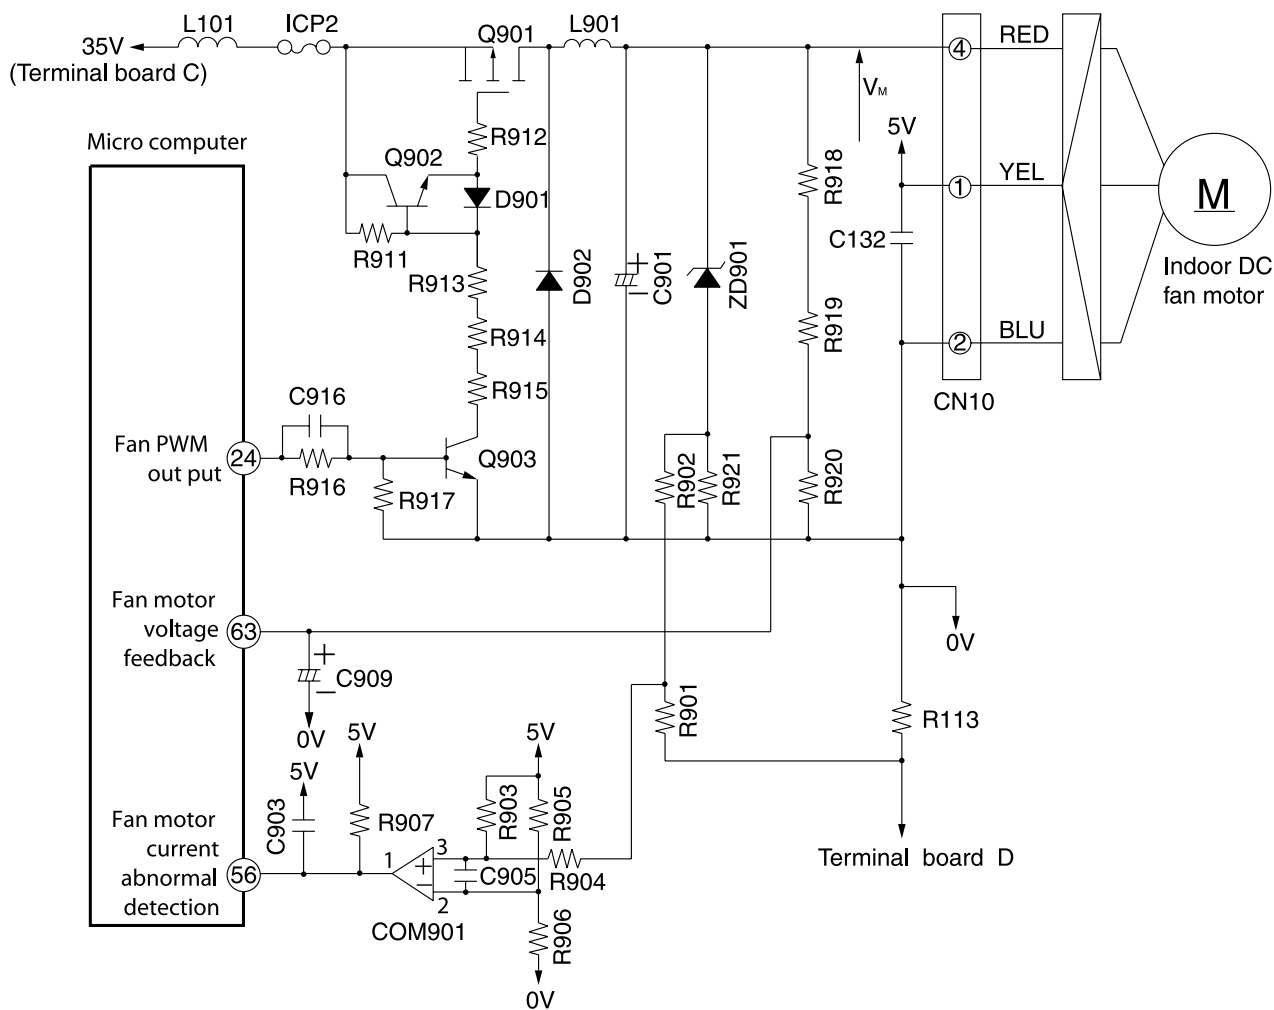 L101
ICP2
Q901
L901
35V
(Terminal board C)
4
RED
VM
5V
Micro computer
R912
Q902
D901
R911
R913
R914
R915
D902
C901
ZD901
R918
R919
C132
1
YEL
2
BLU
CN10
M
Indoor DC
fan motor
C916
Fan PWM
out put
24
R916
R917
Q903
R902
R921
R920
Fan motor
voltage
feedback
63
C909
0V
0V
R901
R113
5V
5V
5V
C903
R907
R903
R905
Fan motor
current
abnormal
detection
56
1
3
+
−
2
C905
R904
COM901
R906
0V
Terminal board D